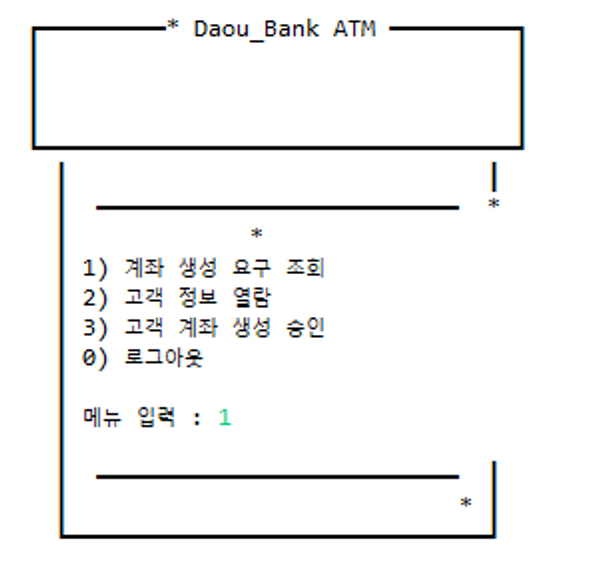 * Daou_Bank ATM
*
*
1) 계좌 생성 요구 조회
2) 고객 정보 열람
3) 고객 계좌 생성 승인
0) 로그아웃
메뉴 입력 : 1
*